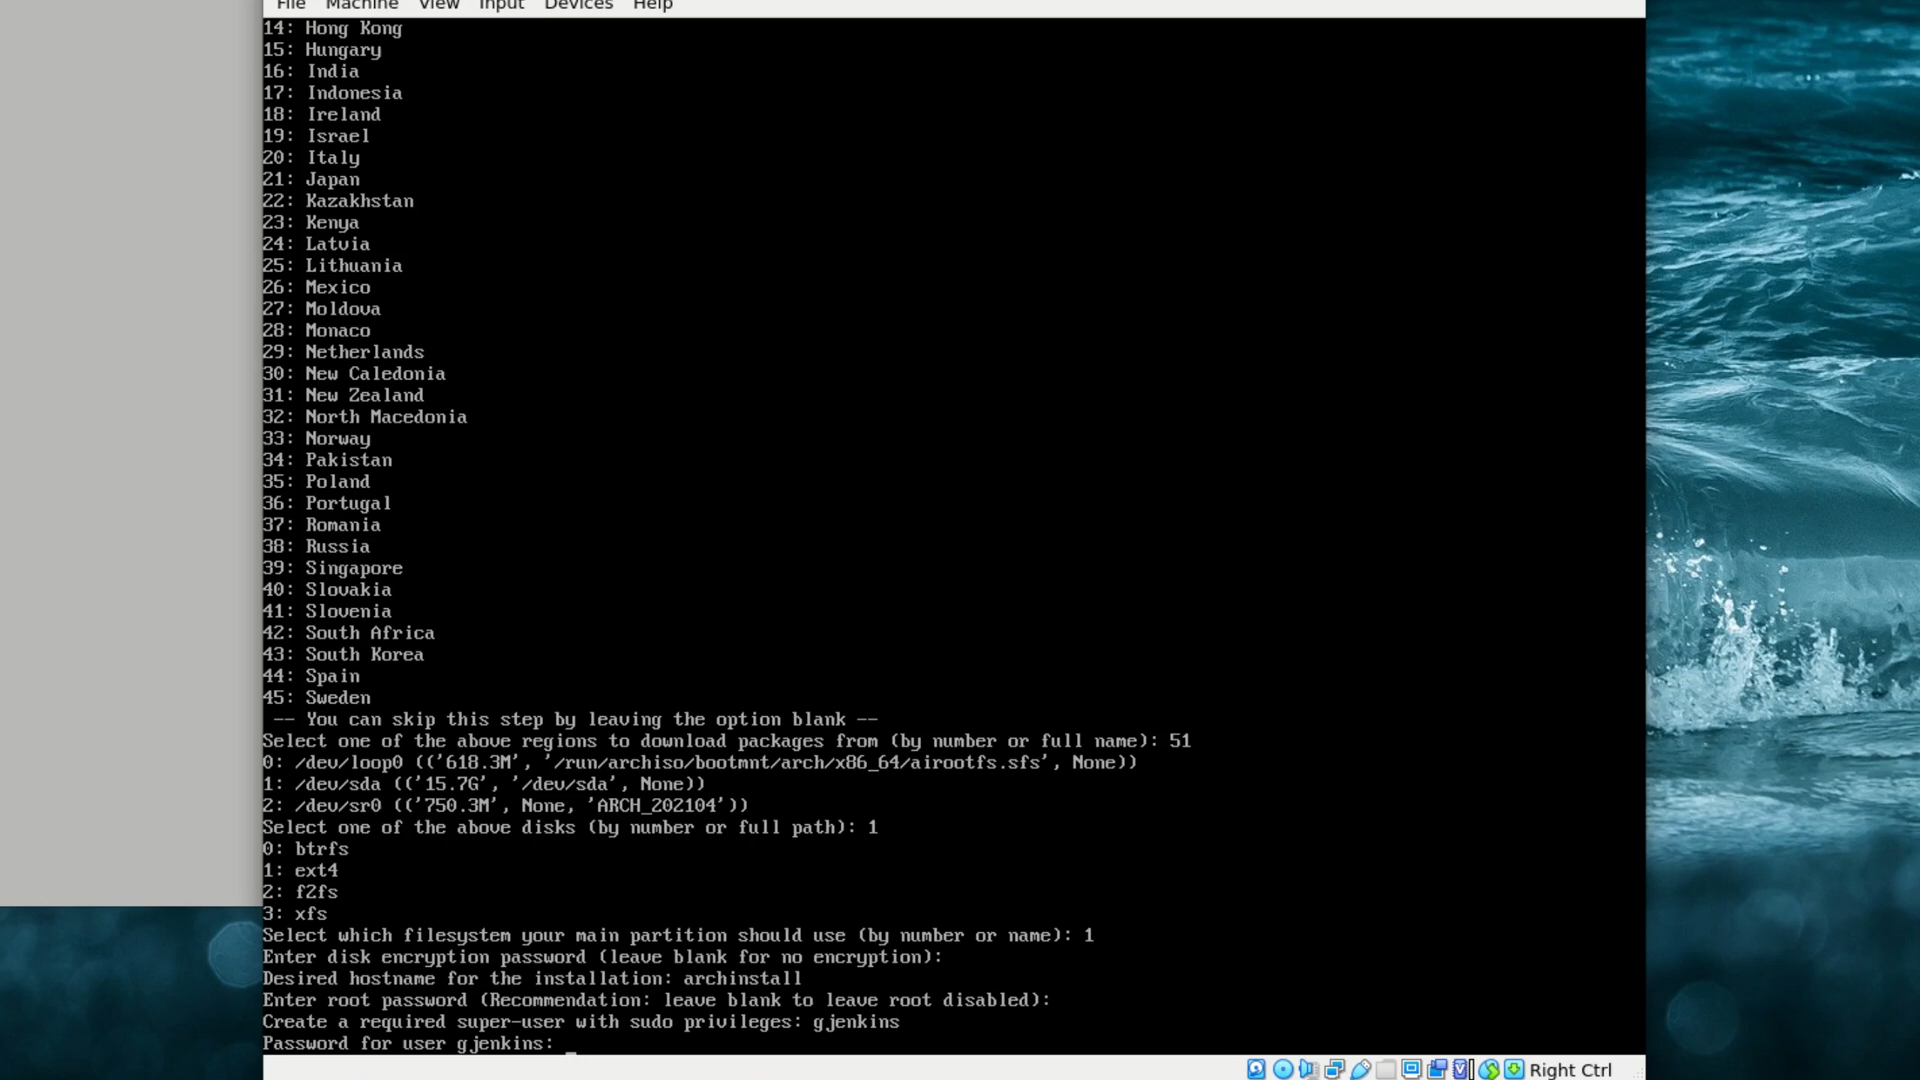 File Machine View Input Devices Help
14: Hong Kong
15: Hungary
16: India
17: Indonesia
18: Ireland
19: Israel
20: Italy
21: Japan
22: Kazakhstan
23: Kenya
24: Latvia
25: Lithuania
26: Mexico
27: Moldova
28: Monaco
29: Netherlands
30: New Caledonia
31: New Zealand
32: North Macedonia
33: Norway
34: Pakistan
35: Poland
36: Portugal
37: Romania
38: Russia
39: Singapore
40: Slovakia
41: Slovenia
42: South Africa
43: South Korea
44: Spain
45: Sweden
-- You can skip this step by leaving the option blank --
Select one of the above regions to download packages from (by number or full name): 51
0: /dev/loop0 (('618.3M', '/run/archiso/bootmnt/arch/x86_64/airootfs.sfs', None))
1: /dev/sda (('15.7G', '/dev/sda', None))
2: /dev/sr0 (('750.3M', None, 'ARCH_202104'))
Select one of the above disks (by number or full path): 1
0: btrfs
1: ext4
2: f2fs
3: xfs
Select which filesystem your main partition should use (by number or name): 1
Enter disk encryption password (leave blank for no encryption):
Desired hostname for the installation: archinstall
Enter root password (Recommendation: leave blank to leave root disabled):
Create a required super-user with sudo privileges: gjenkins
Password for user gjenkins: _
Right Ctrl